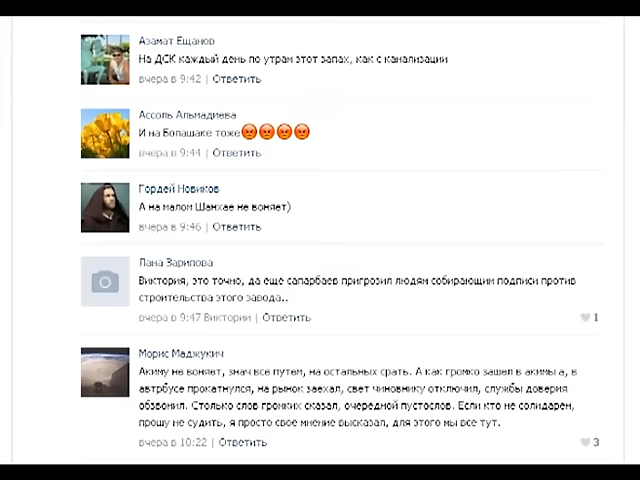 Азамат Ещанов
На ДСК каждый день по утрам этот запах, как с канализации
вчера в 9:42 | Ответить
Ассоль Альмадиева
И на Болашаке тоже😡😡😡😡
вчера в 9:44 | Ответить
Гордей Новиков
А на малом Шанхае не воняет)
вчера в 9:46 | Ответить
Лана Зарипова
Виктория, это точно, да еще сапарбаев пригрозил людям собирающим подписи против
строительства этого завода..
вчера в 9:47 Виктории | Ответить
1
Морис Маджукич
Акиму не воняет, знач все путем, на остальных срать. А как громко зашел в акимы а, в
автрбусе прокатнулся, на рынок заехал, свет чиновнику отключил, службы доверия
обзвонил. Столько слов громких сказал, очередной пустослов. Если кто не солидарен,
прошу не судить, я просто свое мнение высказал, для этого мы все тут.
вчера в 10:22 | Ответить
3